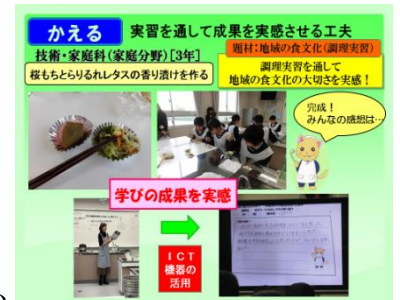 かえる
実習を通して成果を実感させる工夫
技術・家庭科(家庭分野)[3年]
題材:地域の食文化(調理実習)
桜もちとらりるれレタスの香り漬けを作る
調理実習を通して
地域の食文化の大切さを実感!
完成!
みんなの感想は…
学びの成果を実感
ICT
機器の
活用